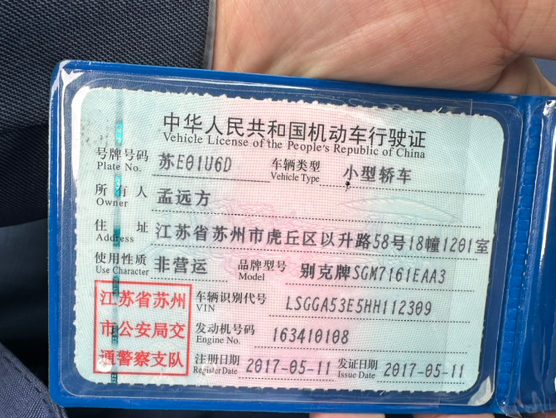 中华人民共和国机动车行驶证
Vehicle License of the People's Republic of China
号牌号码 苏E01U6D 车辆类型 小型轿车
Plate No. Vehicle Type
所有人 孟远方
Owner
住址 江苏省苏州市虎丘区以升路58号18幢1201室
Address
使用性质 非营运 品牌型号 别克牌SGM7161EAA3
Use Character Model
江苏省苏州
市公安局交
通警察支队
车辆识别代号 LSGGA53E5HH112309
VIN
发动机号码 163410108
Engine No.
注册日期 2017-05-11 发证日期 2017-05-11
Register Date Issue Date